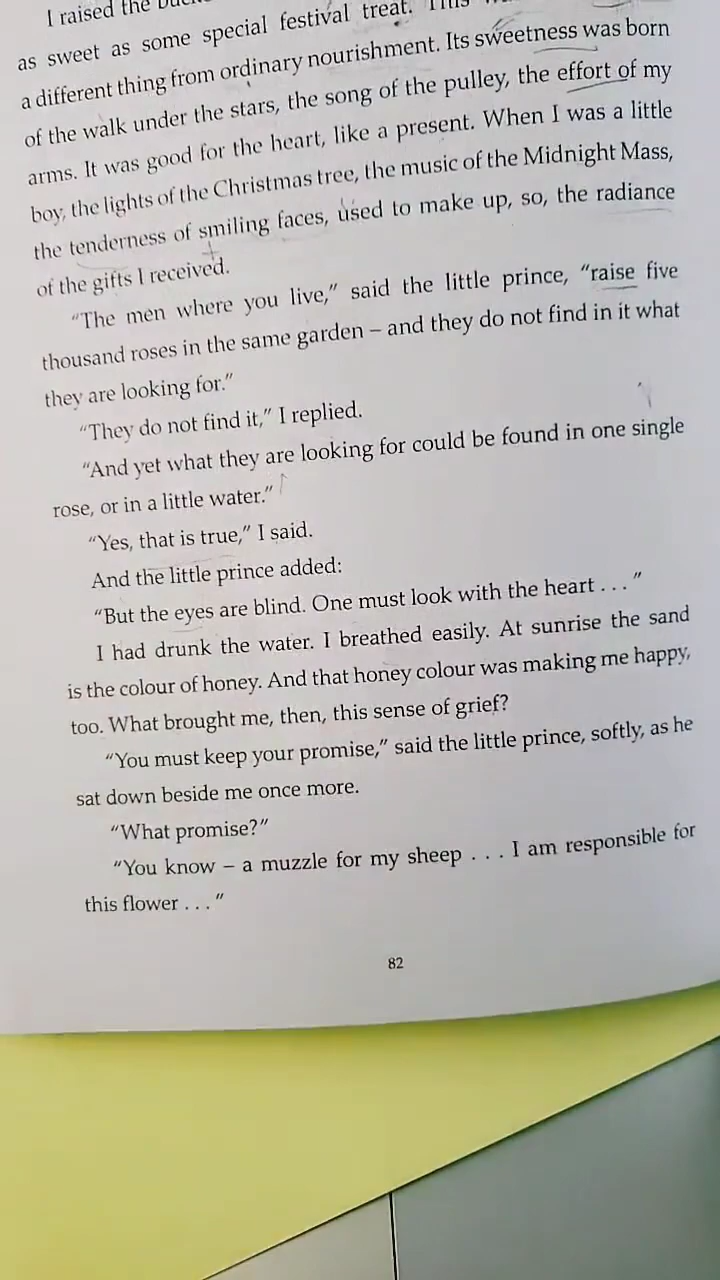 I raised the
as sweet as some special festival treat. This
a different thing from ordinary nourishment. Its sweetness was born
of the walk under the stars, the song of the pulley, the effort of my
arms. It was good for the heart, like a present. When I was a little
boy, the lights of the Christmas tree, the music of the Midnight Mass,
the tenderness of smiling faces, used to make up, so, the radiance
of the gifts I received.
“The men where you live,” said the little prince, “raise five
thousand roses in the same garden – and they do not find in it what
they are looking for.”
“They do not find it,” I replied.
“And yet what they are looking for could be found in one single
rose, or in a little water.”
“Yes, that is true,” I said.
And the little prince added:
“But the eyes are blind. One must look with the heart . . . ”
I had drunk the water. I breathed easily. At sunrise the sand
is the colour of honey. And that honey colour was making me happy,
too. What brought me, then, this sense of grief?
“You must keep your promise,” said the little prince, softly, as he
sat down beside me once more.
“What promise?”
“You know – a muzzle for my sheep . . . I am responsible for
this flower . . . ”
82